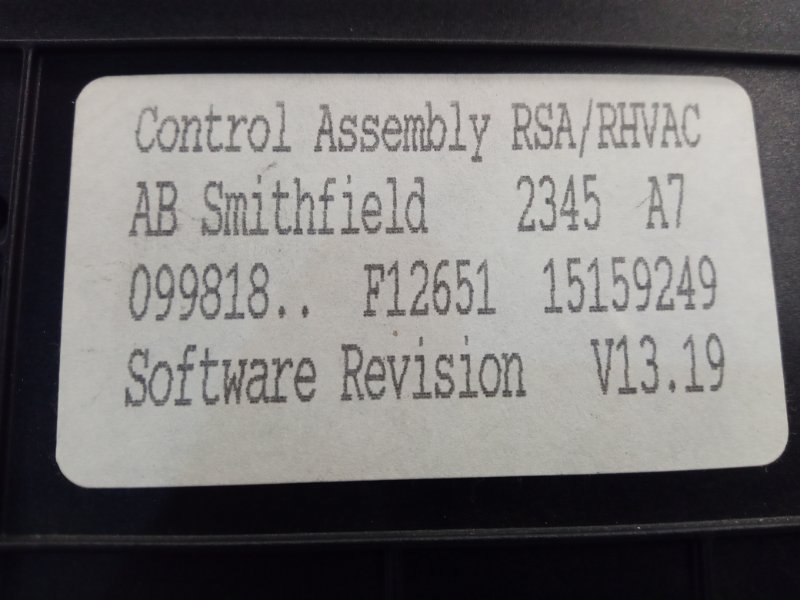 Control Assembly RSA/RHVAC
AB Smithfield 2345 A7
099818.. F12651 15159249
Software Revision V13.19